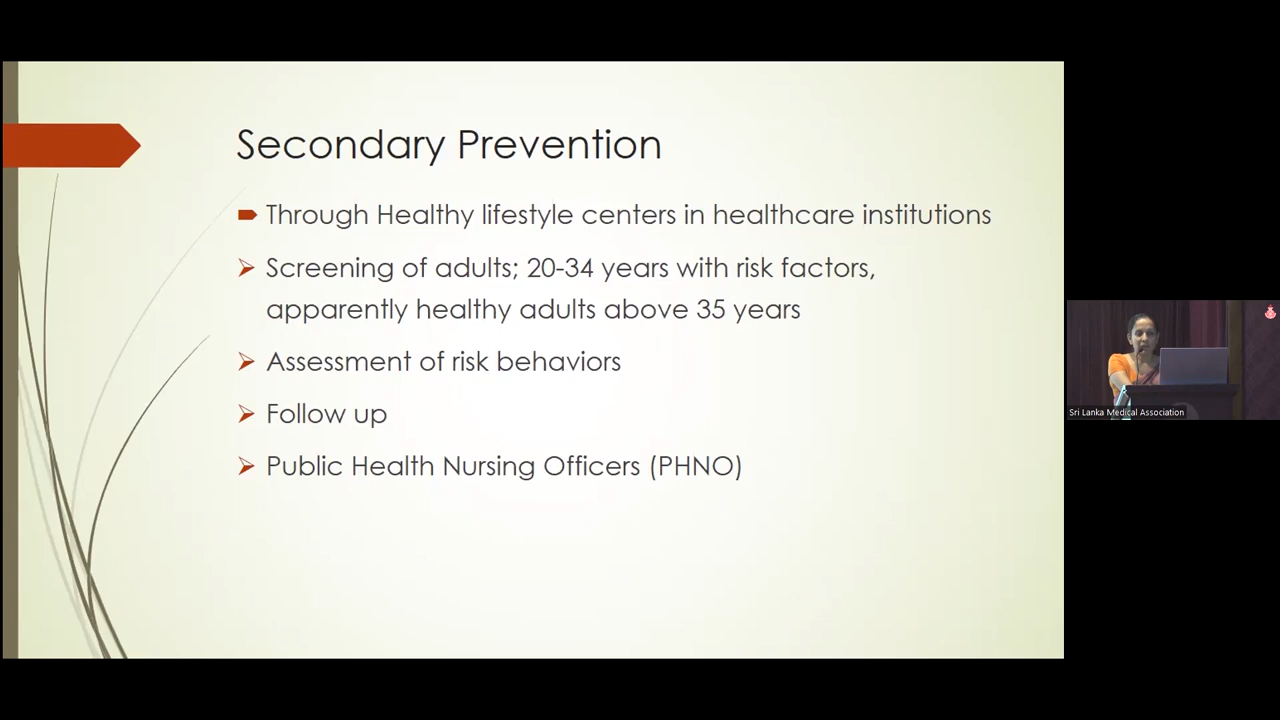 Secondary Prevention
Through Healthy lifestyle centers in healthcare institutions
Screening of adults; 20-34 years with risk factors,
apparently healthy adults above 35 years
Assessment of risk behaviors
Follow up
Public Health Nursing Officers (PHNO)
Sri Lanka Medical Association